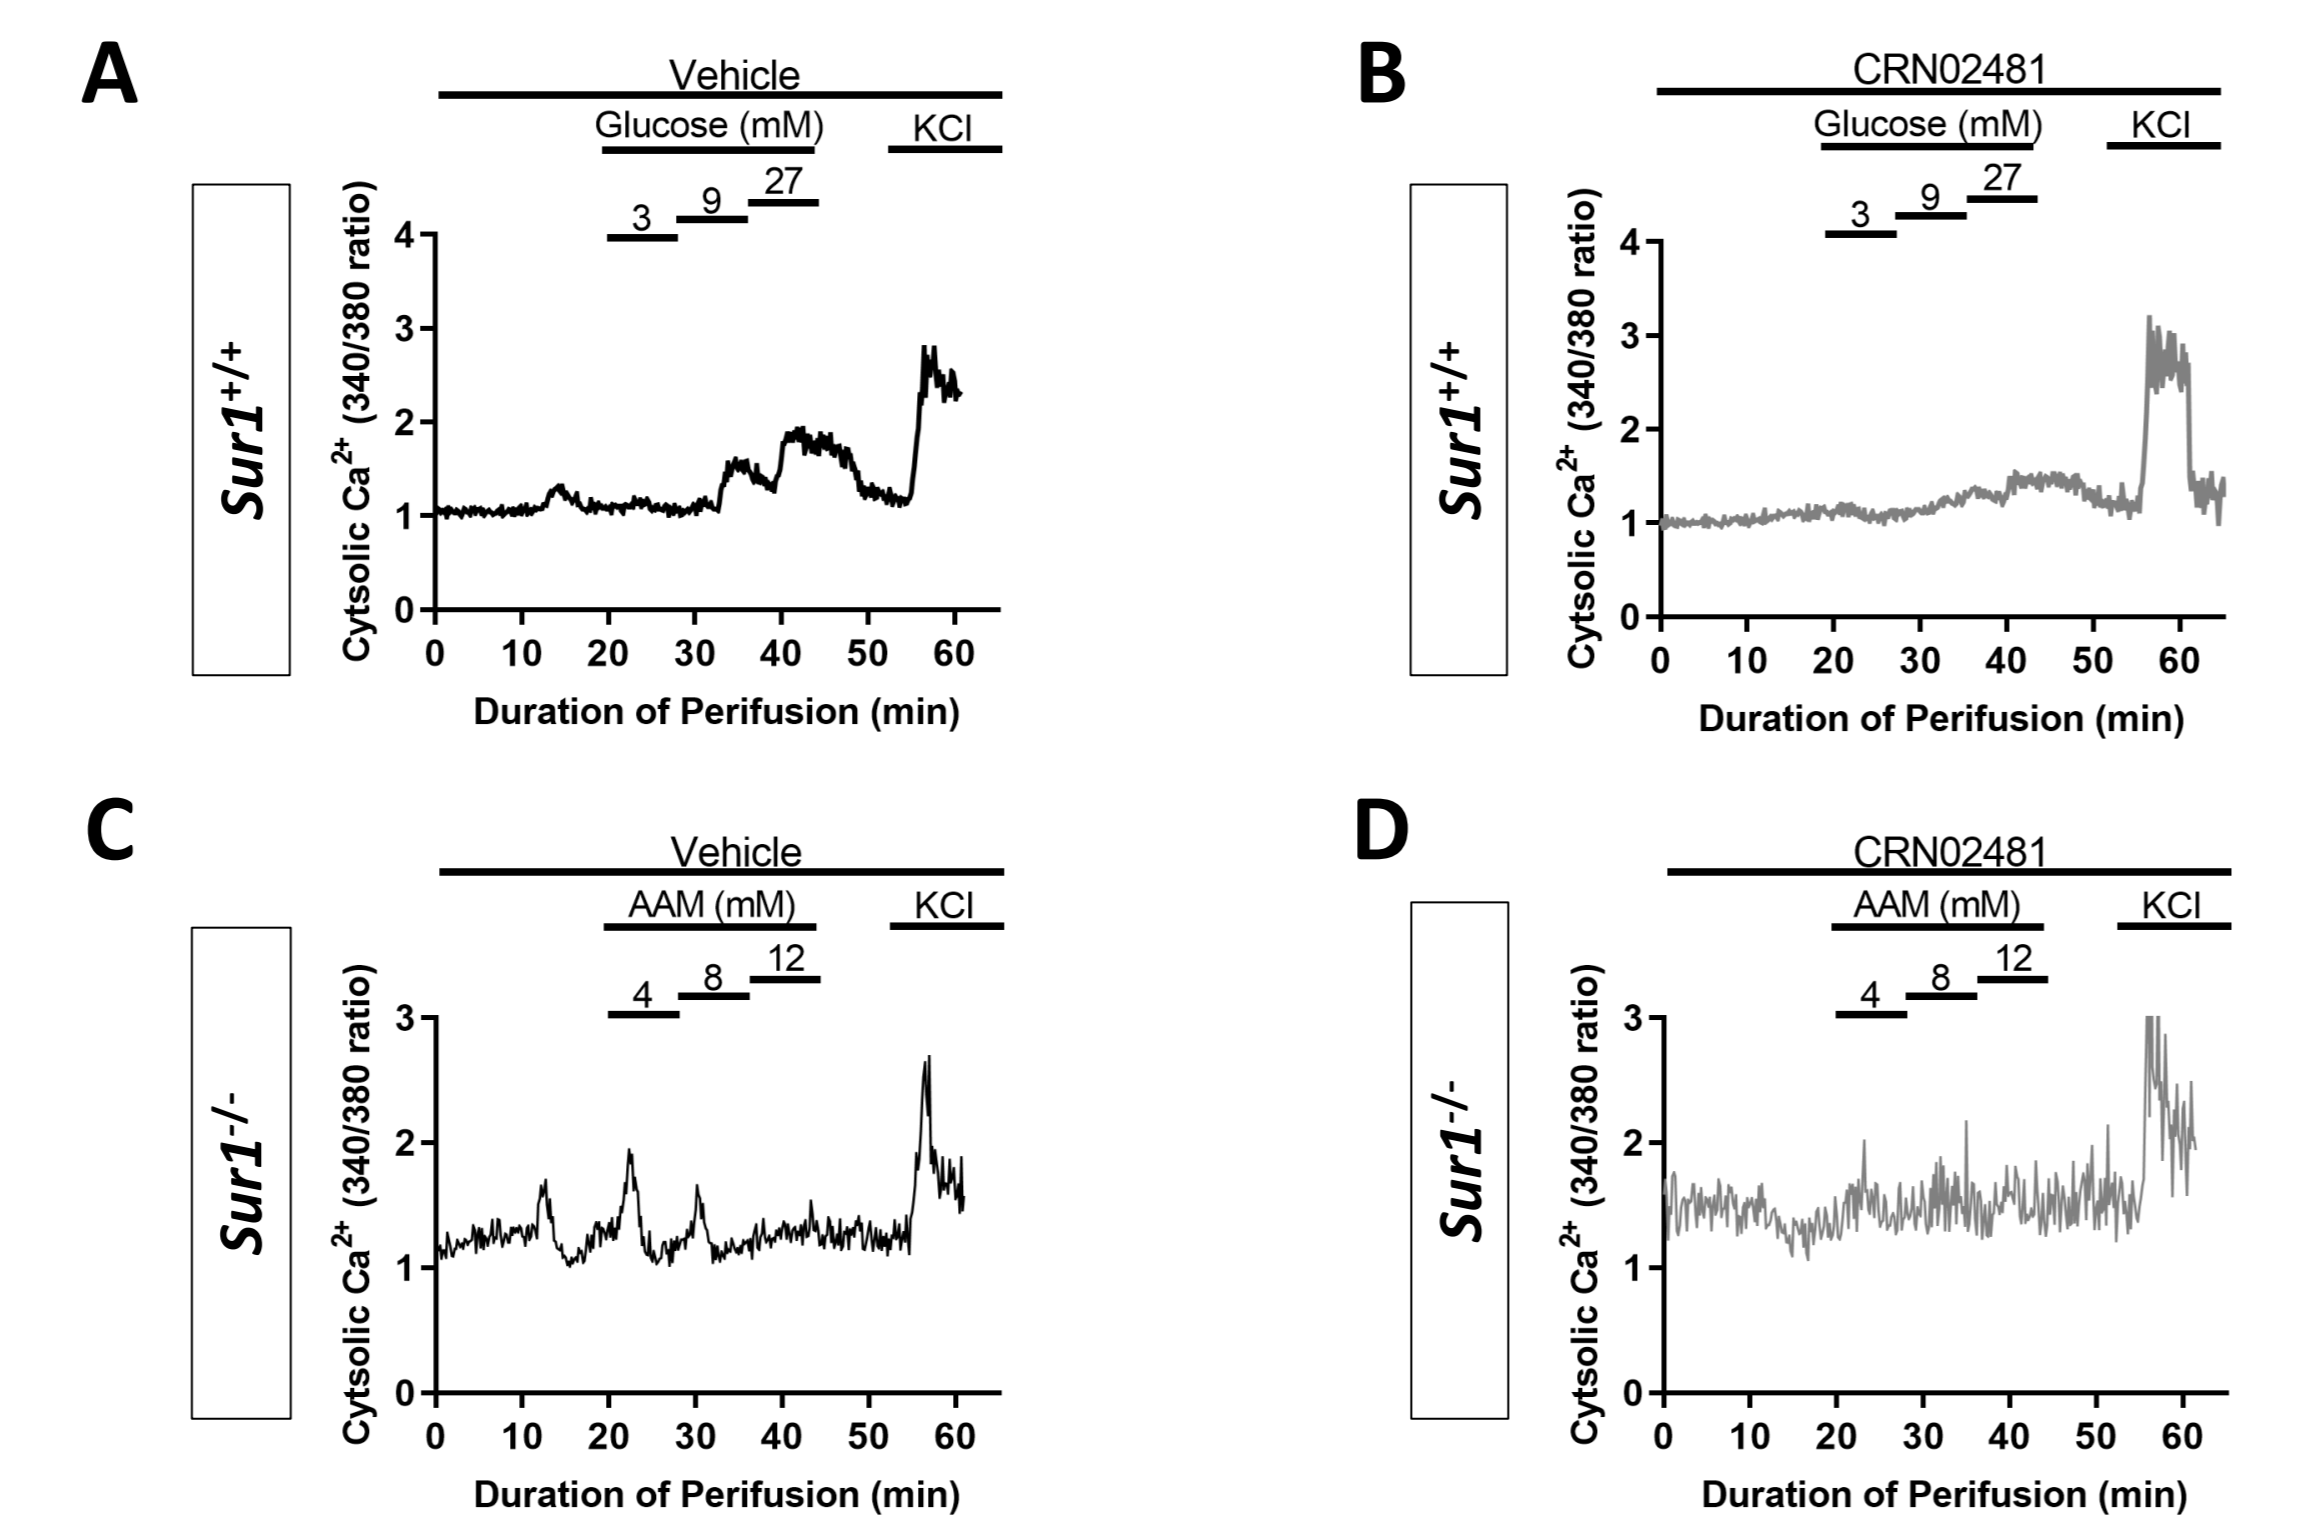 A
Vehicle
Glucose (mM)
KCl
3
9
27
Sur1+/+
Cytsolic Ca2+ (340/380 ratio)
4
3
2
1
0
0 10 20 30 40 50 60
Duration of Perifusion (min)
B
CRN02481
Glucose (mM)
KCl
3
9
27
Sur1+/+
Cytsolic Ca2+ (340/380 ratio)
4
3
2
1
0
0 10 20 30 40 50 60
Duration of Perifusion (min)
C
Vehicle
AAM (mM)
KCl
4
8
12
Sur1-/-
Cytsolic Ca2+ (340/380 ratio)
3
2
1
0
0 10 20 30 40 50 60
Duration of Perifusion (min)
D
CRN02481
AAM (mM)
KCl
4
8
12
Sur1-/-
Cytsolic Ca2+ (340/380 ratio)
3
2
1
0
0 10 20 30 40 50 60
Duration of Perifusion (min)